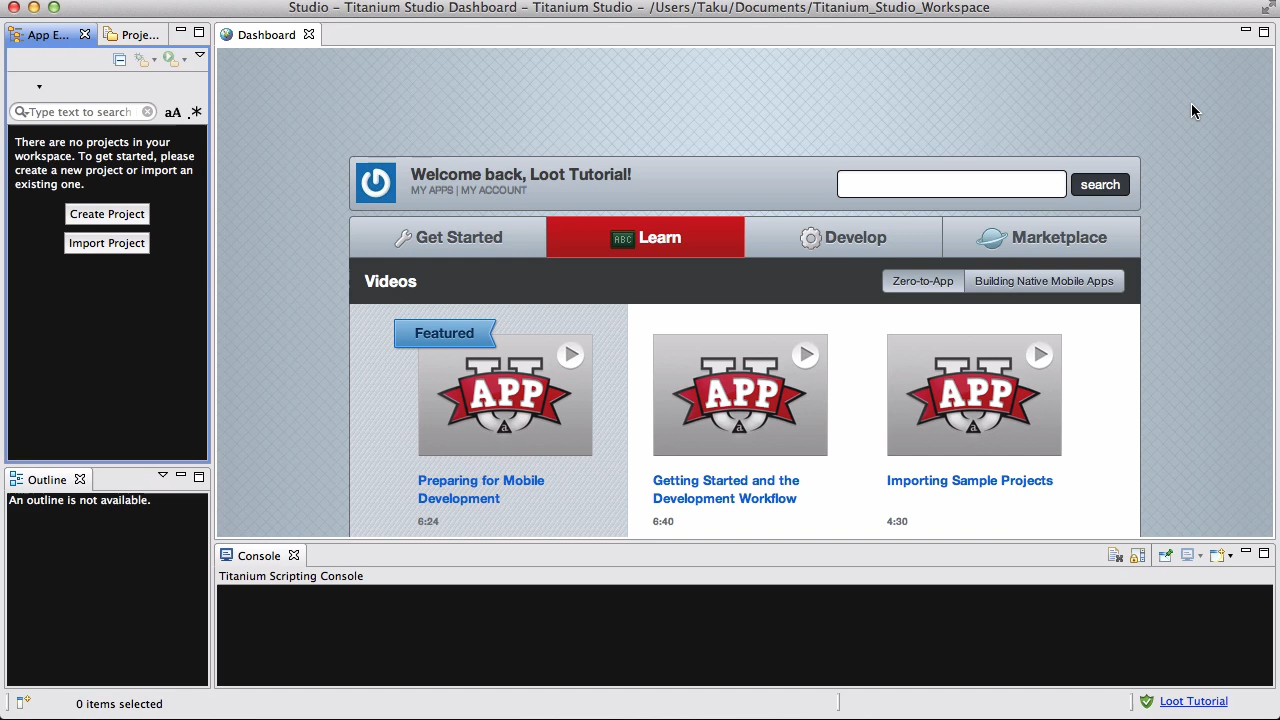 Studio – Titanium Studio Dashboard – Titanium Studio – /Users/Taku/Documents/Titanium_Studio_Workspace
App E...
Proje...
Dashboard
Type text to search
aA .*
There are no projects in your
workspace. To get started, please
create a new project or import an
existing one.
Create Project
Import Project
Welcome back, Loot Tutorial!
MY APPS | MY ACCOUNT
search
Get Started
ABC
Learn
Develop
Marketplace
Videos
Zero-to-App
Building Native Mobile Apps
Featured
U APP a
U APP a
U APP a
Preparing for Mobile
Development
6:24
Getting Started and the
Development Workflow
6:40
Importing Sample Projects
4:30
Outline
An outline is not available.
Console
Titanium Scripting Console
0 items selected
Loot Tutorial